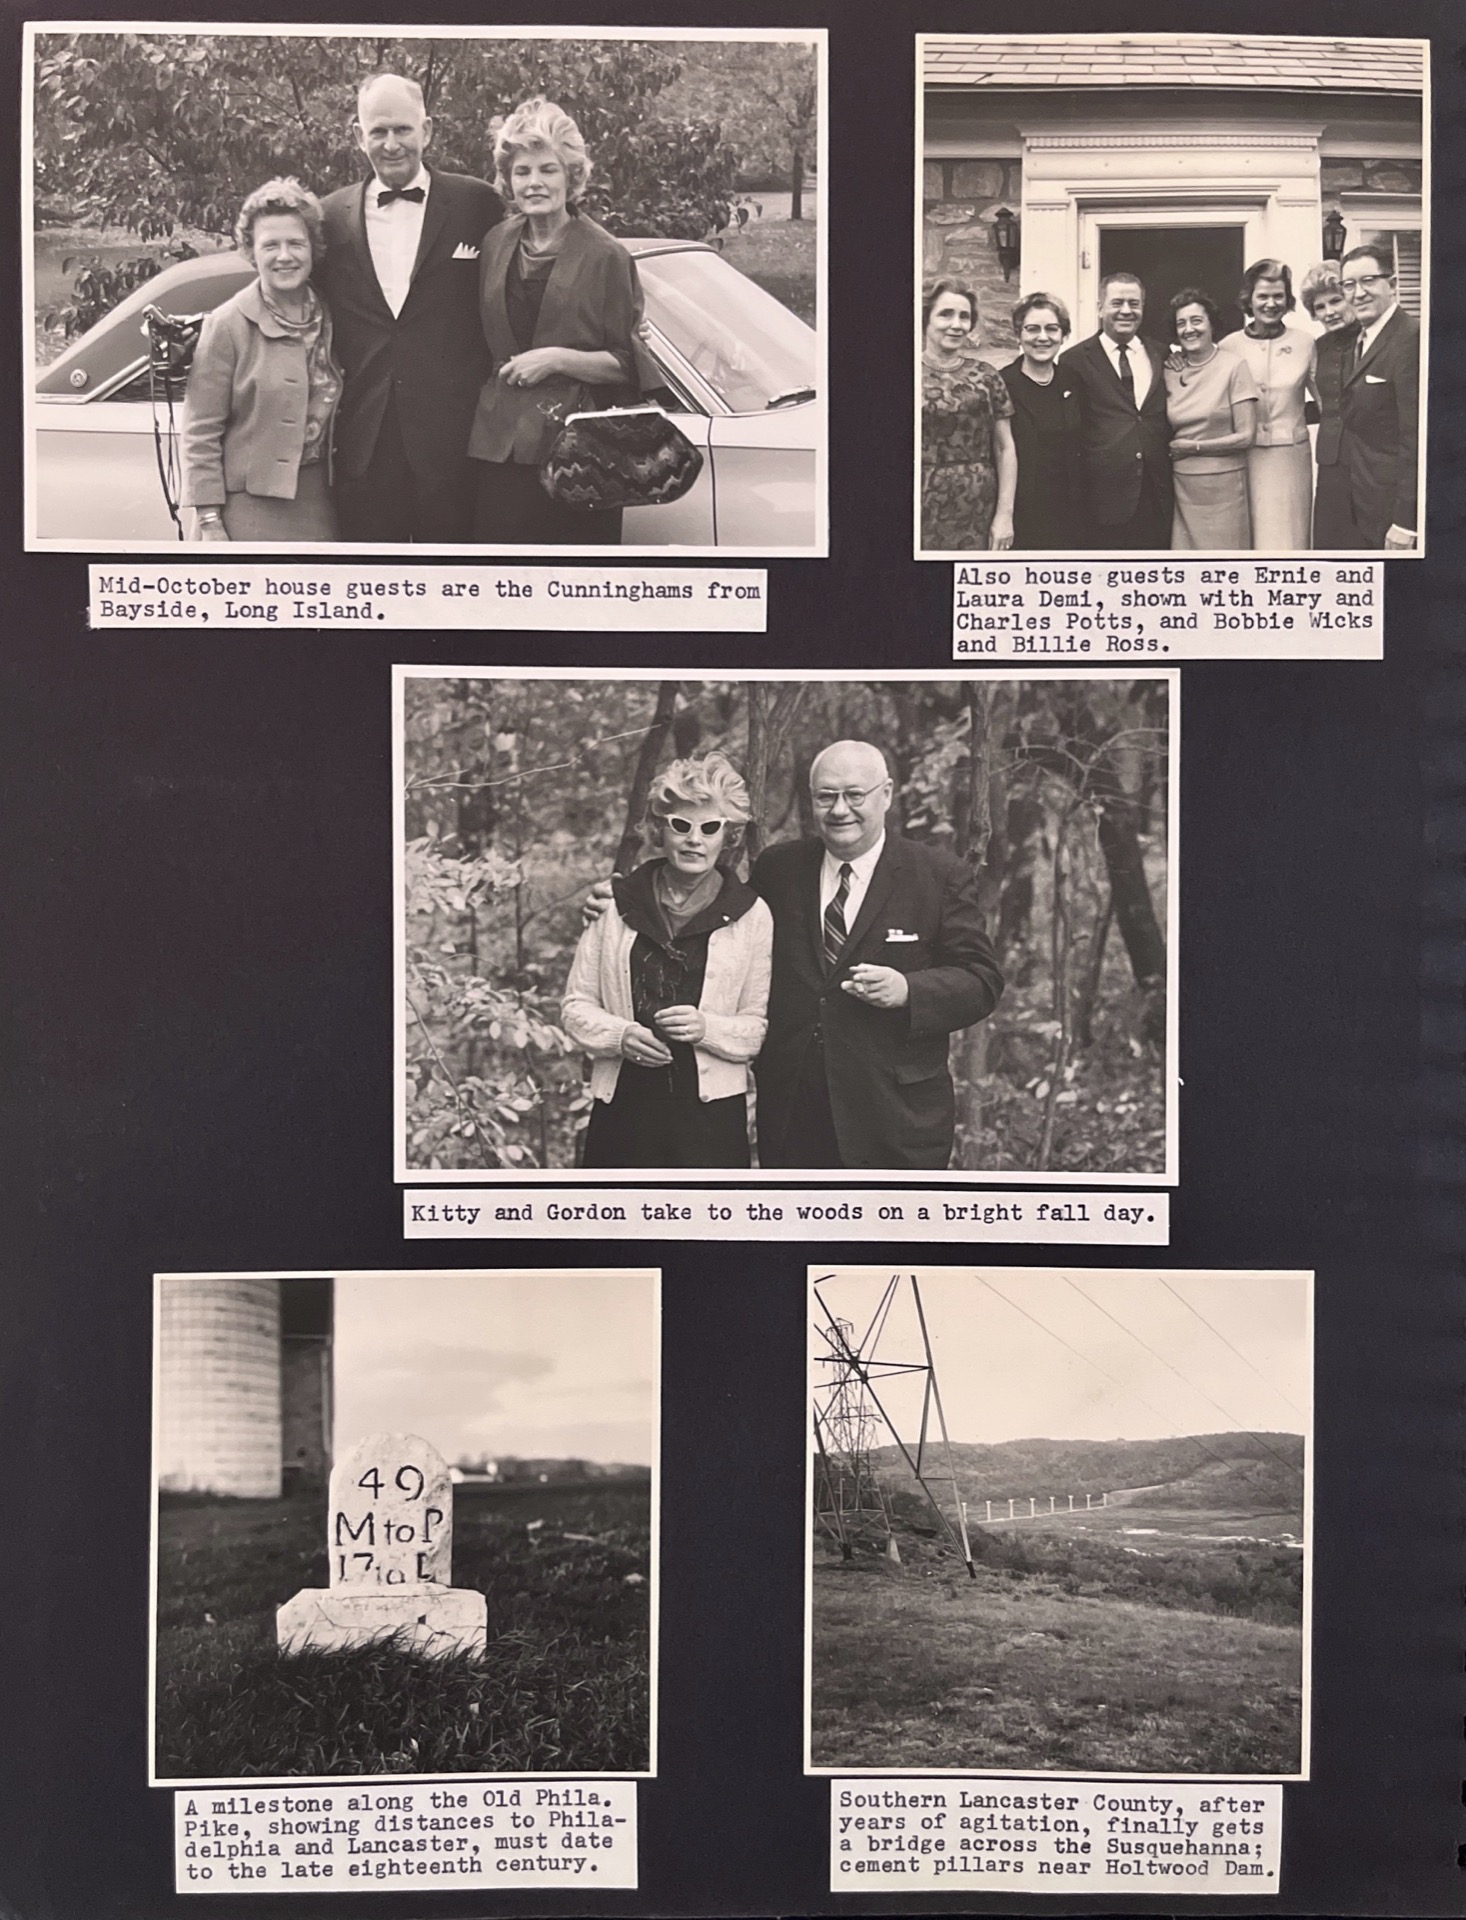 Mid-October house guests are the Cunninghams from
Bayside, Long Island.
Also house guests are Ernie and
Laura Demi, shown with Mary and
Charles Potts, and Bobbie Wicks
and Billie Ross.
Kitty and Gordon take to the woods on a bright fall day.
49
M to P
17 to L
A milestone along the Old Phila.
Pike, showing distances to Phila-
delphia and Lancaster, must date
to the late eighteenth century.
Southern Lancaster County, after
years of agitation, finally gets
a bridge across the Susquehanna;
cement pillars near Holtwood Dam.